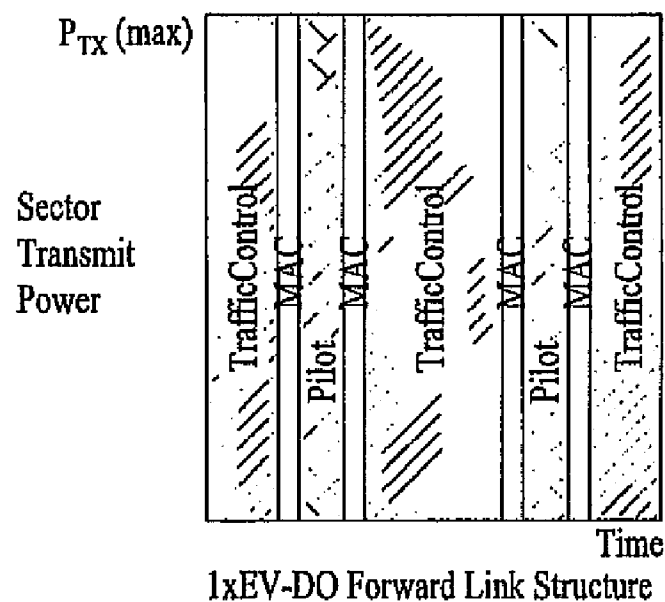 P_TX (max)
Sector
Transmit
Power
TrafficControl
MAC
Pilot
MAC
TrafficControl
MAC
Pilot
MAC
TrafficControl
Time
1xEV-DO Forward Link Structure